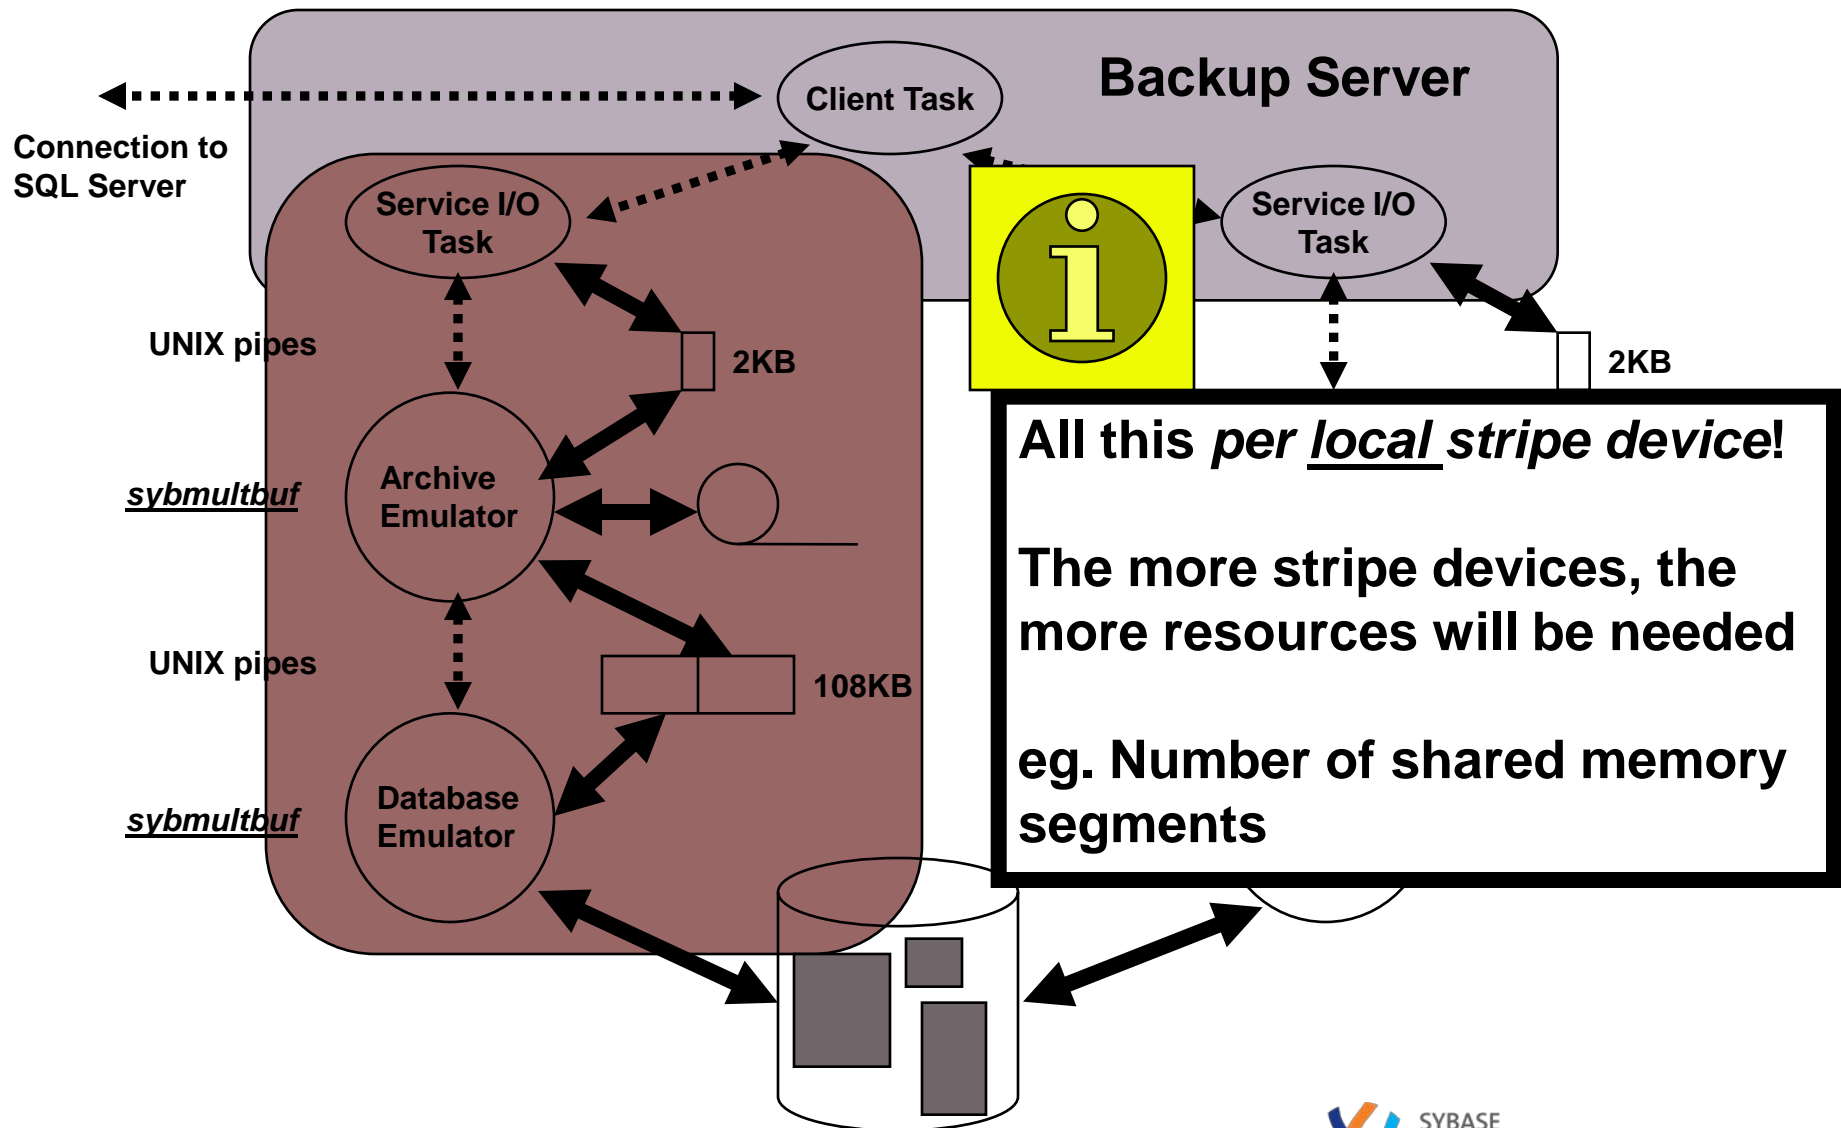 Backup Server
Client Task
Connection to
SQL Server
Service I/O
Task
Service I/O
Task
UNIX pipes
2KB
2KB
Archive
Emulator
sybmultbuf
All this per local stripe device!
The more stripe devices, the
more resources will be needed
eg. Number of shared memory
segments
UNIX pipes
108KB
Database
Emulator
sybmultbuf
SYBASE